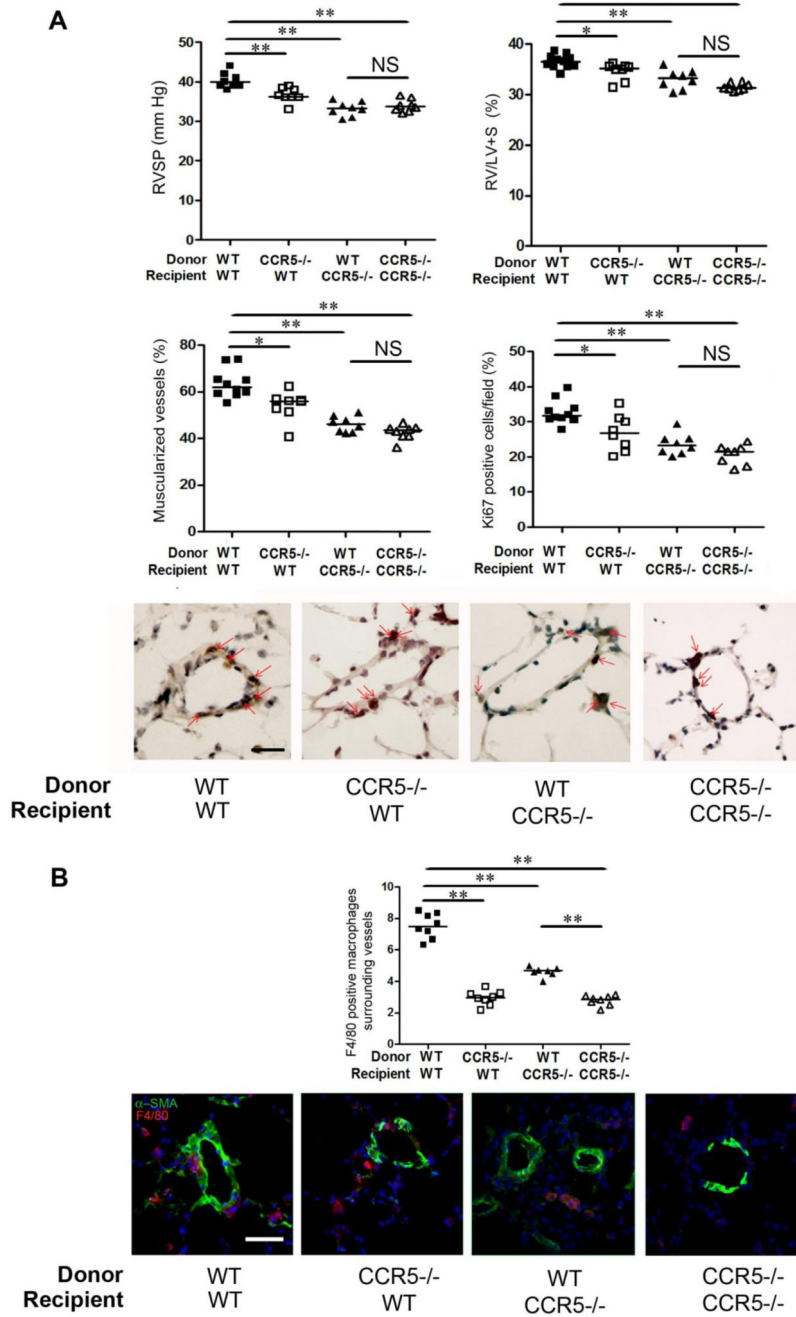 A
**
**
**
NS
RVSP (mm Hg)
50
40
30
20
10
0
Donor WT CCR5-/- WT CCR5-/-
Recipient WT WT CCR5-/- CCR5-/-
**
*
NS
RV/LV+S (%)
40
30
20
10
0
Donor WT CCR5-/- WT CCR5-/-
Recipient WT WT CCR5-/- CCR5-/-
**
**
*
NS
Muscularized vessels (%)
80
60
40
20
0
Donor WT CCR5-/- WT CCR5-/-
Recipient WT WT CCR5-/- CCR5-/-
**
**
*
NS
Ki67 positive cells/field (%)
50
40
30
20
10
0
Donor WT CCR5-/- WT CCR5-/-
Recipient WT WT CCR5-/- CCR5-/-
Donor WT CCR5-/- WT CCR5-/-
Recipient WT WT CCR5-/- CCR5-/-
B
**
**
**
**
F4/80 positive macrophages
surrounding vessels
10
8
6
4
2
0
Donor WT CCR5-/- WT CCR5-/-
Recipient WT WT CCR5-/- CCR5-/-
α-SMA
F4/80
Donor WT CCR5-/- WT CCR5-/-
Recipient WT WT CCR5-/- CCR5-/-